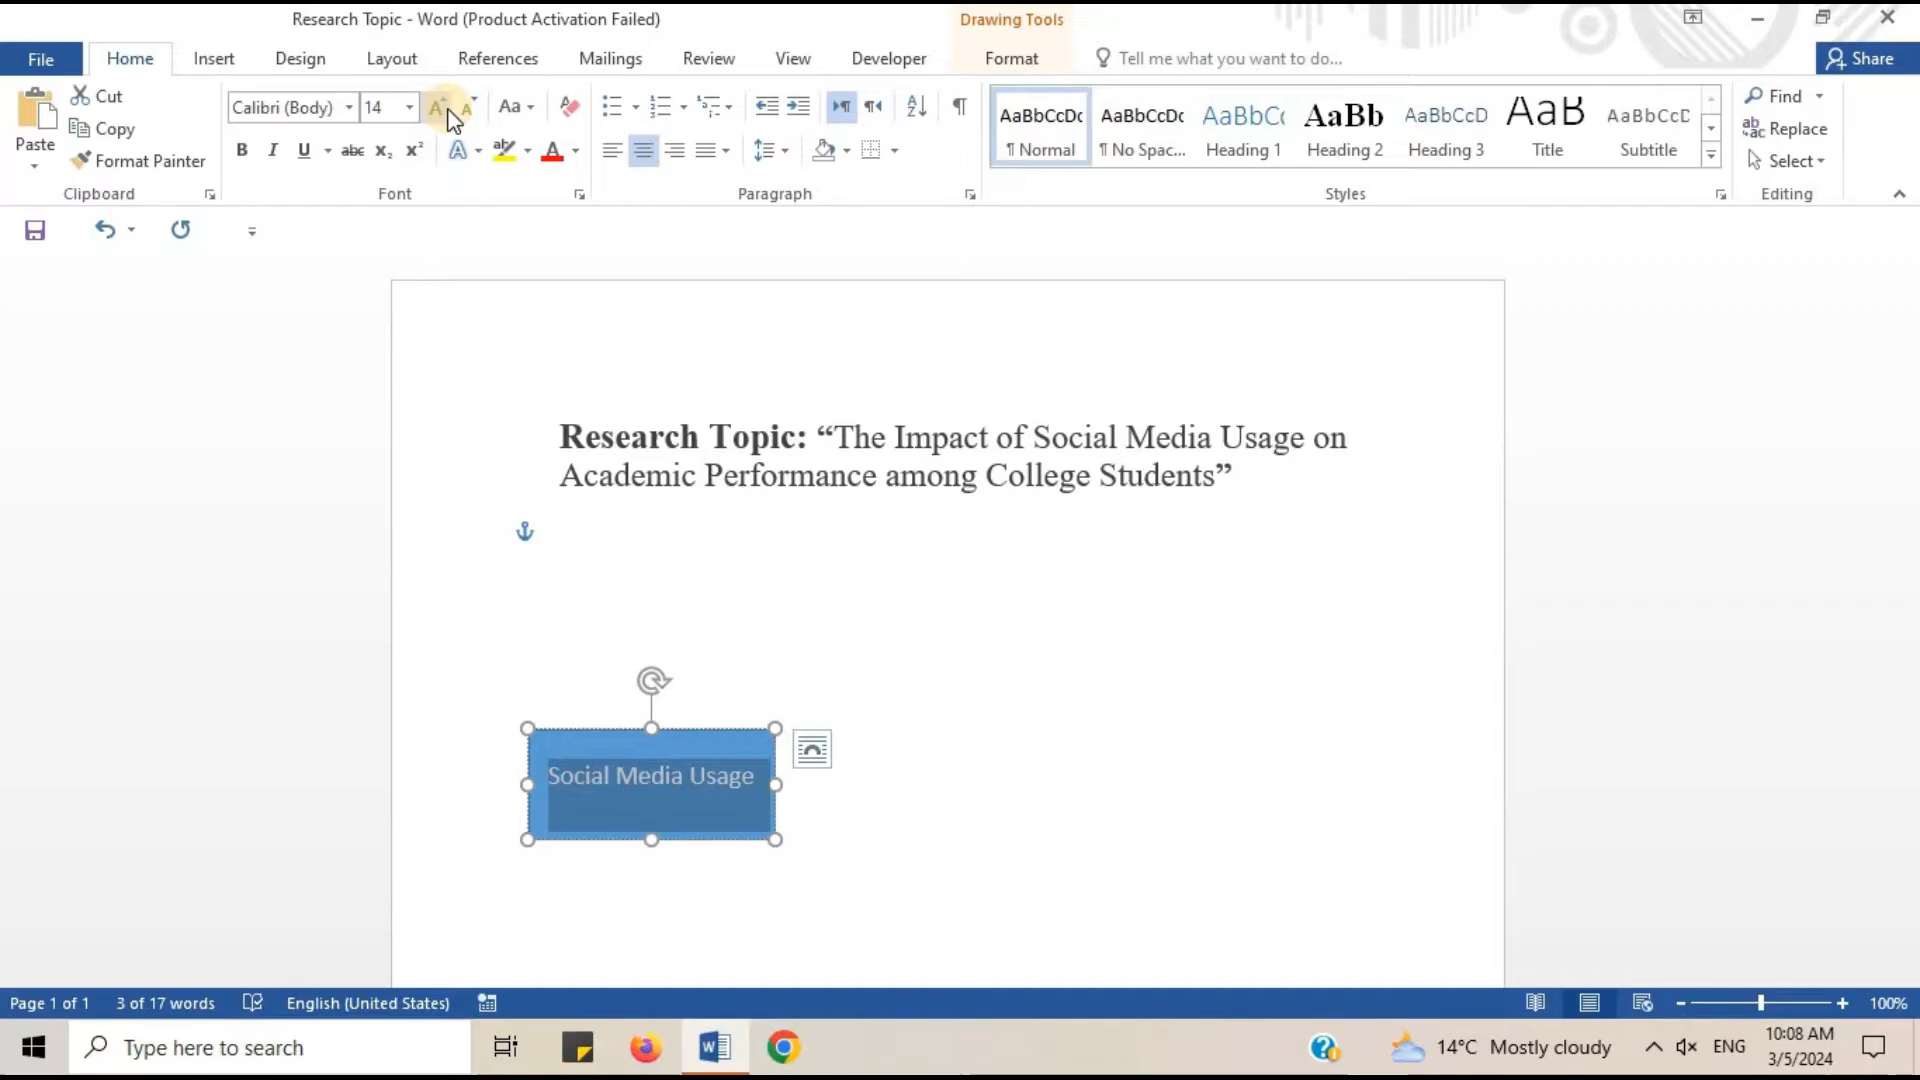 Research Topic - Word (Product Activation Failed)
Drawing Tools
File
Home
Insert
Design
Layout
References
Mailings
Review
View
Developer
Format
Tell me what you want to do...
Share
Paste
Cut
Copy
Format Painter
Clipboard
Calibri (Body)
14
Aa
B I U abc X₂ X²
Font
Paragraph
AaBbCcDc
¶ Normal
AaBbCcDc
¶ No Spac...
AaBbCc
Heading 1
AaBb
Heading 2
AaBbCcD
Heading 3
AaB
Title
AaBbCcD
Subtitle
Styles
Find
Replace
Select
Editing
Research Topic: “The Impact of Social Media Usage on
Academic Performance among College Students”
Social Media Usage
Page 1 of 1
3 of 17 words
English (United States)
100%
Type here to search
14°C Mostly cloudy
ENG
10:08 AM
3/5/2024